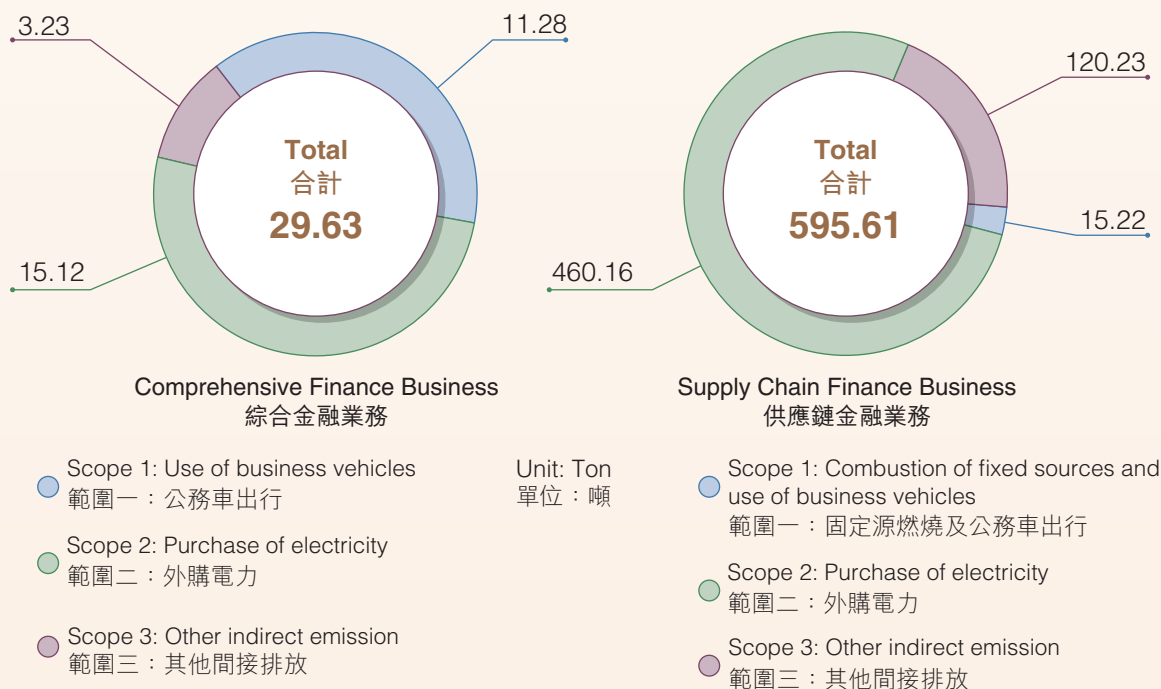 3.23
11.28
Total
合計
29.63
15.12
Comprehensive Finance Business
綜合金融業務
120.23
Total
合計
595.61
15.22
460.16
Supply Chain Finance Business
供應鏈金融業務
Scope 1: Use of business vehicles
範圍一：公務車出行
Scope 2: Purchase of electricity
範圍二：外購電力
Scope 3: Other indirect emission
範圍三：其他間接排放
Unit: Ton
單位：噸
Scope 1: Combustion of fixed sources and
use of business vehicles
範圍一：固定源燃燒及公務車出行
Scope 2: Purchase of electricity
範圍二：外購電力
Scope 3: Other indirect emission
範圍三：其他間接排放